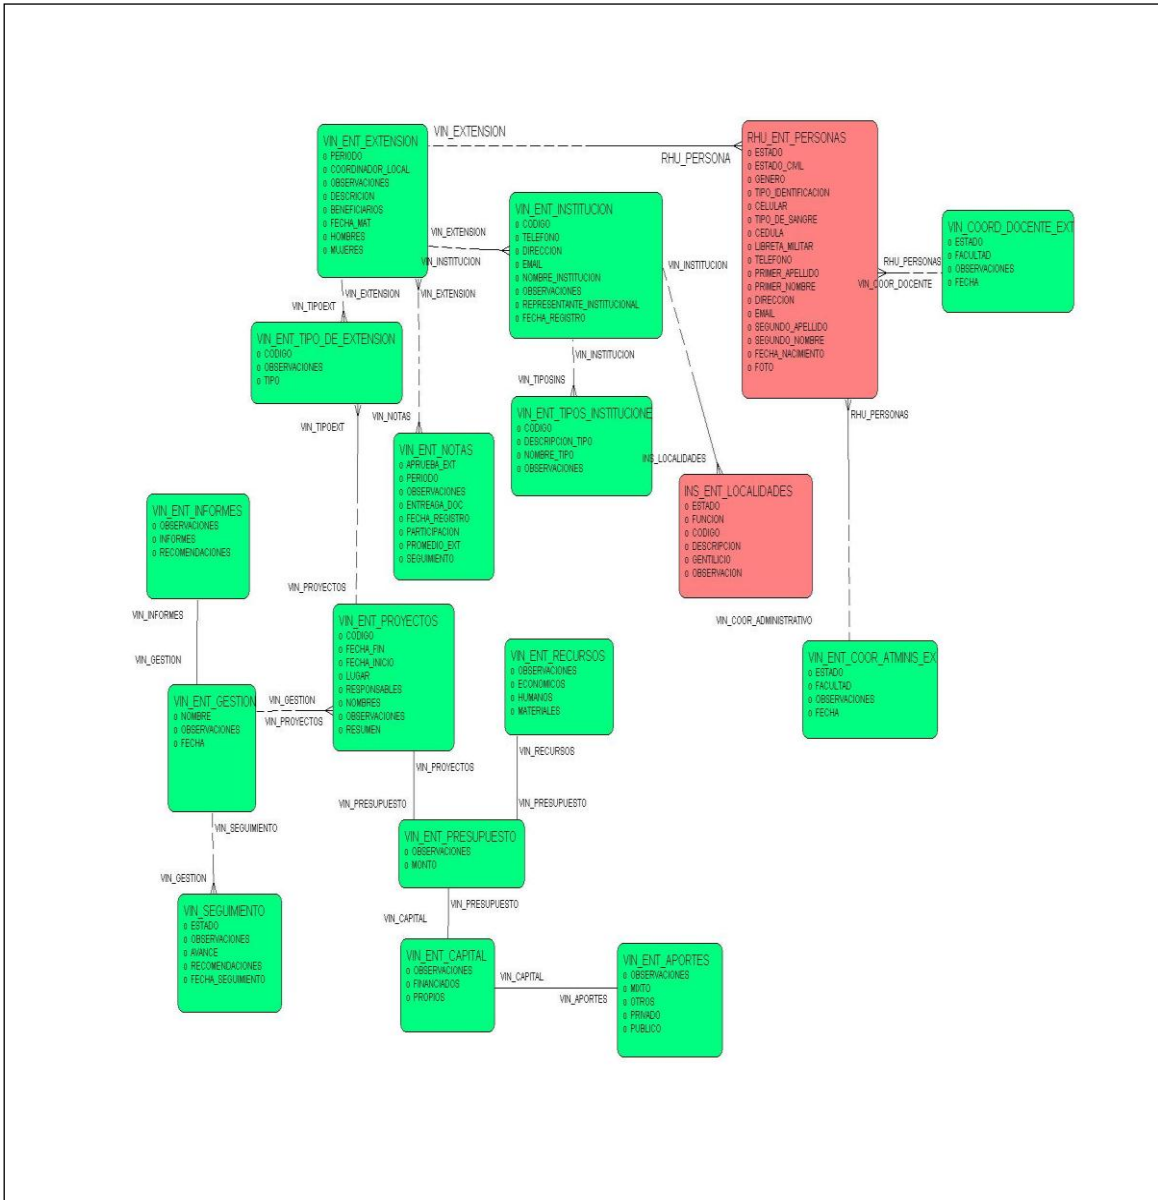 VIN_EXTENSION
RHU_PERSONA
VIN_ENT_EXTENSION
o PERIODO
o COORDINADOR_LOCAL
o OBSERVACIONES
o DESCRICION
o BENEFICIARIOS
o FECHA_MAT
o HOMBRES
o MUJERES
RHU_ENT_PERSONAS
o ESTADO
o ESTADO_CIVIL
o GENERO
o TIPO_IDENTIFICACION
o CELULAR
o TIPO_DE_SANGRE
o CEDULA
o LIBRETA_MILITAR
o TELEFONO
o PRIMER_APELLIDO
o PRIMER_NOMBRE
o DIRECCION
o EMAIL
o SEGUNDO_APELLIDO
o SEGUNDO_NOMBRE
o FECHA_NACIMIENTO
o FOTO
VIN_ENT_INSTITUCION
o CODIGO
o TELEFONO
o DIRECCION
o EMAIL
o NOMBRE_INSTITUCION
o OBSERVACIONES
o REPRESENTANTE_INSTITUCIONAL
o FECHA_REGISTRO
VIN_COORD_DOCENTE_EXT
o ESTADO
o FACULTAD
o OBSERVACIONES
o FECHA
VIN_EXTENSION
VIN_INSTITUCION
VIN_INSTITUCION
RHU_PERSONAS
VIN_COOR_DOCENTE
VIN_EXTENSION
VIN_EXTENSION
VIN_TIPOEXT
VIN_ENT_TIPO_DE_EXTENSION
o CODIGO
o OBSERVACIONES
o TIPO
VIN_INSTITUCION
VIN_TIPOSINS
VIN_ENT_TIPOS_INSTITUCIONE
o CODIGO
o DESCRIPCION_TIPO
o NOMBRE_TIPO
o OBSERVACIONES
RHU_PERSONAS
VIN_TIPOEXT
VIN_NOTAS
VIN_ENT_NOTAS
o APRUEBA_EXT
o PERIODO
o OBSERVACIONES
o ENTREAGA_DOC
o FECHA_REGISTRO
o PARTICIPACION
o PROMEDIO_EXT
o SEGUIMIENTO
INS_LOCALIDADES
INS_ENT_LOCALIDADES
o ESTADO
o FUNCION
o CODIGO
o DESCRIPCION
o GENTILICIO
o OBSERVACION
VIN_ENT_INFORMES
o OBSERVACIONES
o INFORMES
o RECOMENDACIONES
VIN_PROYECTOS
VIN_INFORMES
VIN_GESTION
VIN_ENT_PROYECTOS
o CODIGO
o FECHA_FIN
o FECHA_INICIO
o LUGAR
o RESPONSABLES
o NOMBRES
o OBSERVACIONES
o RESUMEN
VIN_COOR_ADMINISTRATIVO
VIN_ENT_RECURSOS
o OBSERVACIONES
o ECONOMICOS
o HUMANOS
o MATERIALES
VIN_ENT_COOR_ATMINIS_EX
o ESTADO
o FACULTAD
o OBSERVACIONES
o FECHA
VIN_ENT_GESTION
o NOMBRE
o OBSERVACIONES
o FECHA
VIN_GESTION
VIN_PROYECTOS
VIN_RECURSOS
VIN_PROYECTOS
VIN_PRESUPUESTO
VIN_PRESUPUESTO
VIN_SEGUIMIENTO
VIN_GESTION
VIN_ENT_PRESUPUESTO
o OBSERVACIONES
o MONTO
VIN_SEGUIMIENTO
o ESTADO
o OBSERVACIONES
o AVANCE
o RECOMENDACIONES
o FECHA_SEGUIMIENTO
VIN_PRESUPUESTO
VIN_CAPITAL
VIN_ENT_CAPITAL
o OBSERVACIONES
o FINANCIADOS
o PROPIOS
VIN_CAPITAL
VIN_APORTES
VIN_ENT_APORTES
o OBSERVACIONES
o MIXTO
o OTROS
o PRIVADO
o PUBLICO